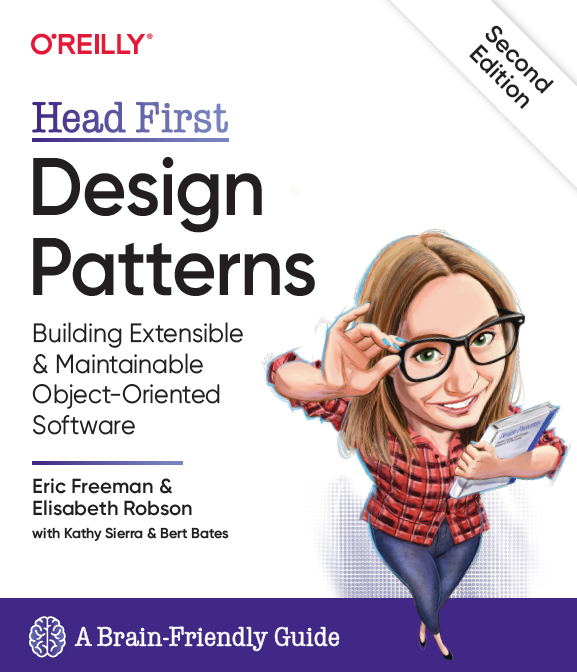 O'REILLY®
Second
Edition
Head First
Design
Patterns
Building Extensible
& Maintainable
Object-Oriented
Software
Eric Freeman &
Elisabeth Robson
with Kathy Sierra & Bert Bates
A Brain-Friendly Guide